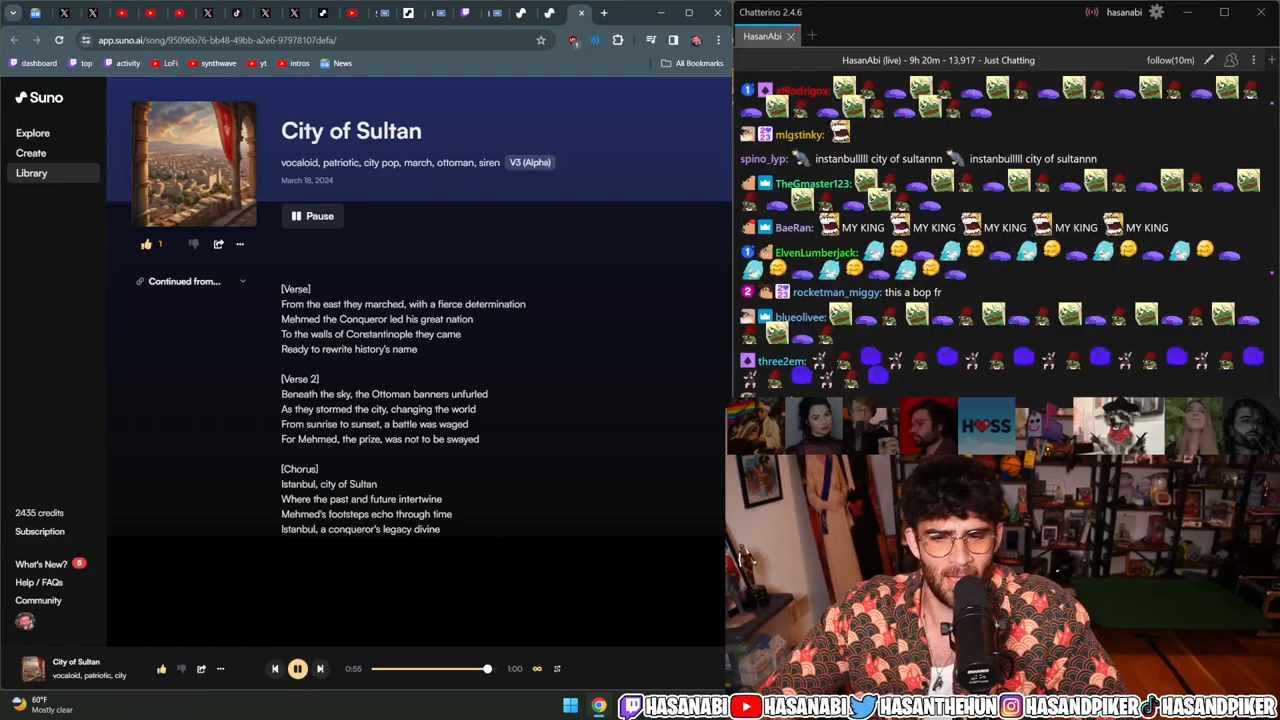 app.suno.ai/song/95096b76-bb48-49bb-a2e6-97978107defa/
dashboard
top
activity
LoFi
synthwave
yt
intros
News
All Bookmarks
Suno
Explore
Create
Library
City of Sultan
vocaloid, patriotic, city pop, march, ottoman, siren
V3 (Alpha)
March 18, 2024
Pause
1
Continued from...
[Verse]
From the east they marched, with a fierce determination
Mehmed the Conqueror led his great nation
To the walls of Constantinople they came
Ready to rewrite history's name
[Verse 2]
Beneath the sky, the Ottoman banners unfurled
As they stormed the city, changing the world
From sunrise to sunset, a battle was waged
For Mehmed, the prize, was not to be swayed
[Chorus]
Istanbul, city of Sultan
Where the past and future intertwine
Mehmed's footsteps echo through time
Istanbul, a conqueror's legacy divine
2435 credits
Subscription
What's New? 5
Help / FAQs
Community
City of Sultan
vocaloid, patriotic, city
0:55
1:00
60°F
Mostly clear
Chatterino 2.4.6
hasanabi
HasanAbi
HasanAbi (live) - 9h 20m - 13,917 - Just Chatting
follow(10m)
xfRodrigox:
mlgstinky:
spino_lyp: instanbulllll city of sultannn instanbulllll city of sultannn
TheGmaster123:
BaeRan: MY KING MY KING MY KING MY KING MY KING
ElvenLumberjack:
rocketman_miggy: this a bop fr
blueolivee:
three2em:
HOSS
HASANABI HASANABI HASANTHEHUN HASANDPIKER HASANDPIKER